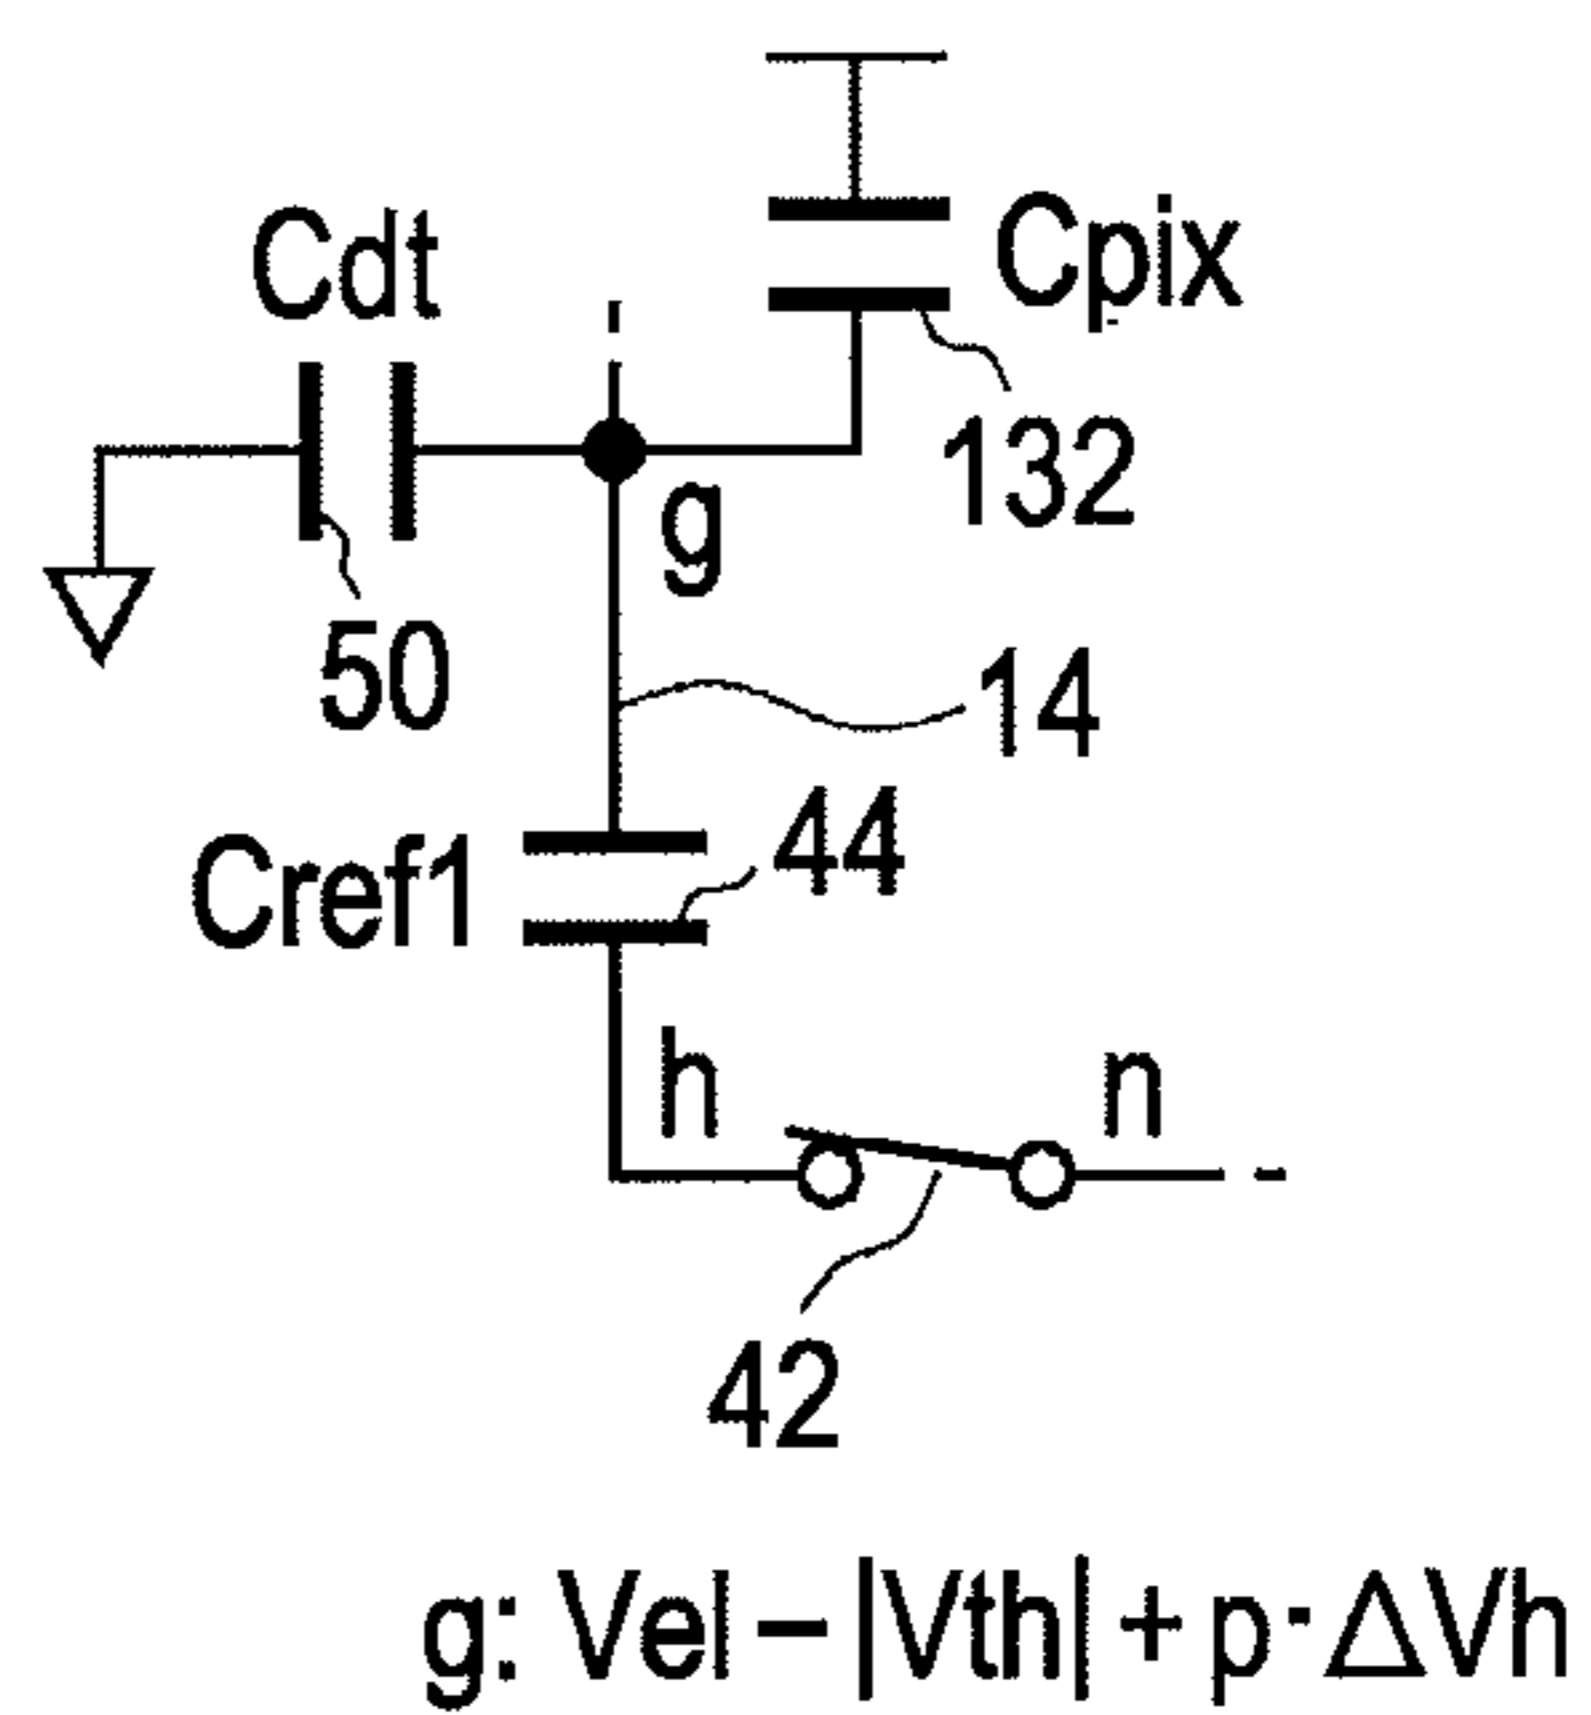 Cdt
Cpix
132
g
50
14
44
Cref1
h
n
42
g: Vel − |Vth| + p · ΔVh